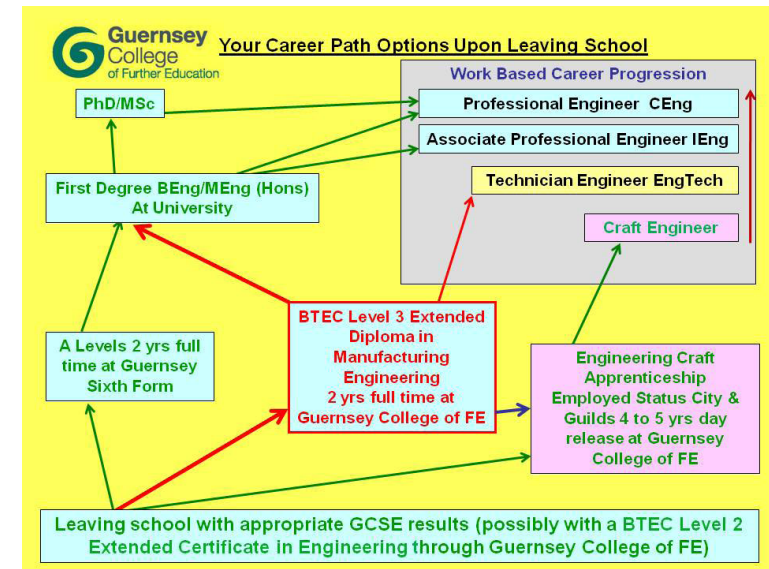 Guernsey
College
of Further Education
Your Career Path Options Upon Leaving School
Work Based Career Progression
PhD/MSc
Professional Engineer CEng
Associate Professional Engineer IEng
Technician Engineer EngTech
First Degree BEng/MEng (Hons)
At University
Craft Engineer
A Levels 2 yrs full
time at Guernsey
Sixth Form
BTEC Level 3 Extended
Diploma in
Manufacturing
Engineering
2 yrs full time at
Guernsey College of FE
Engineering Craft
Apprenticeship
Employed Status City &
Guilds 4 to 5 yrs day
release at Guernsey
College of FE
Leaving school with appropriate GCSE results (possibly with a BTEC Level 2
Extended Certificate in Engineering through Guernsey College of FE)